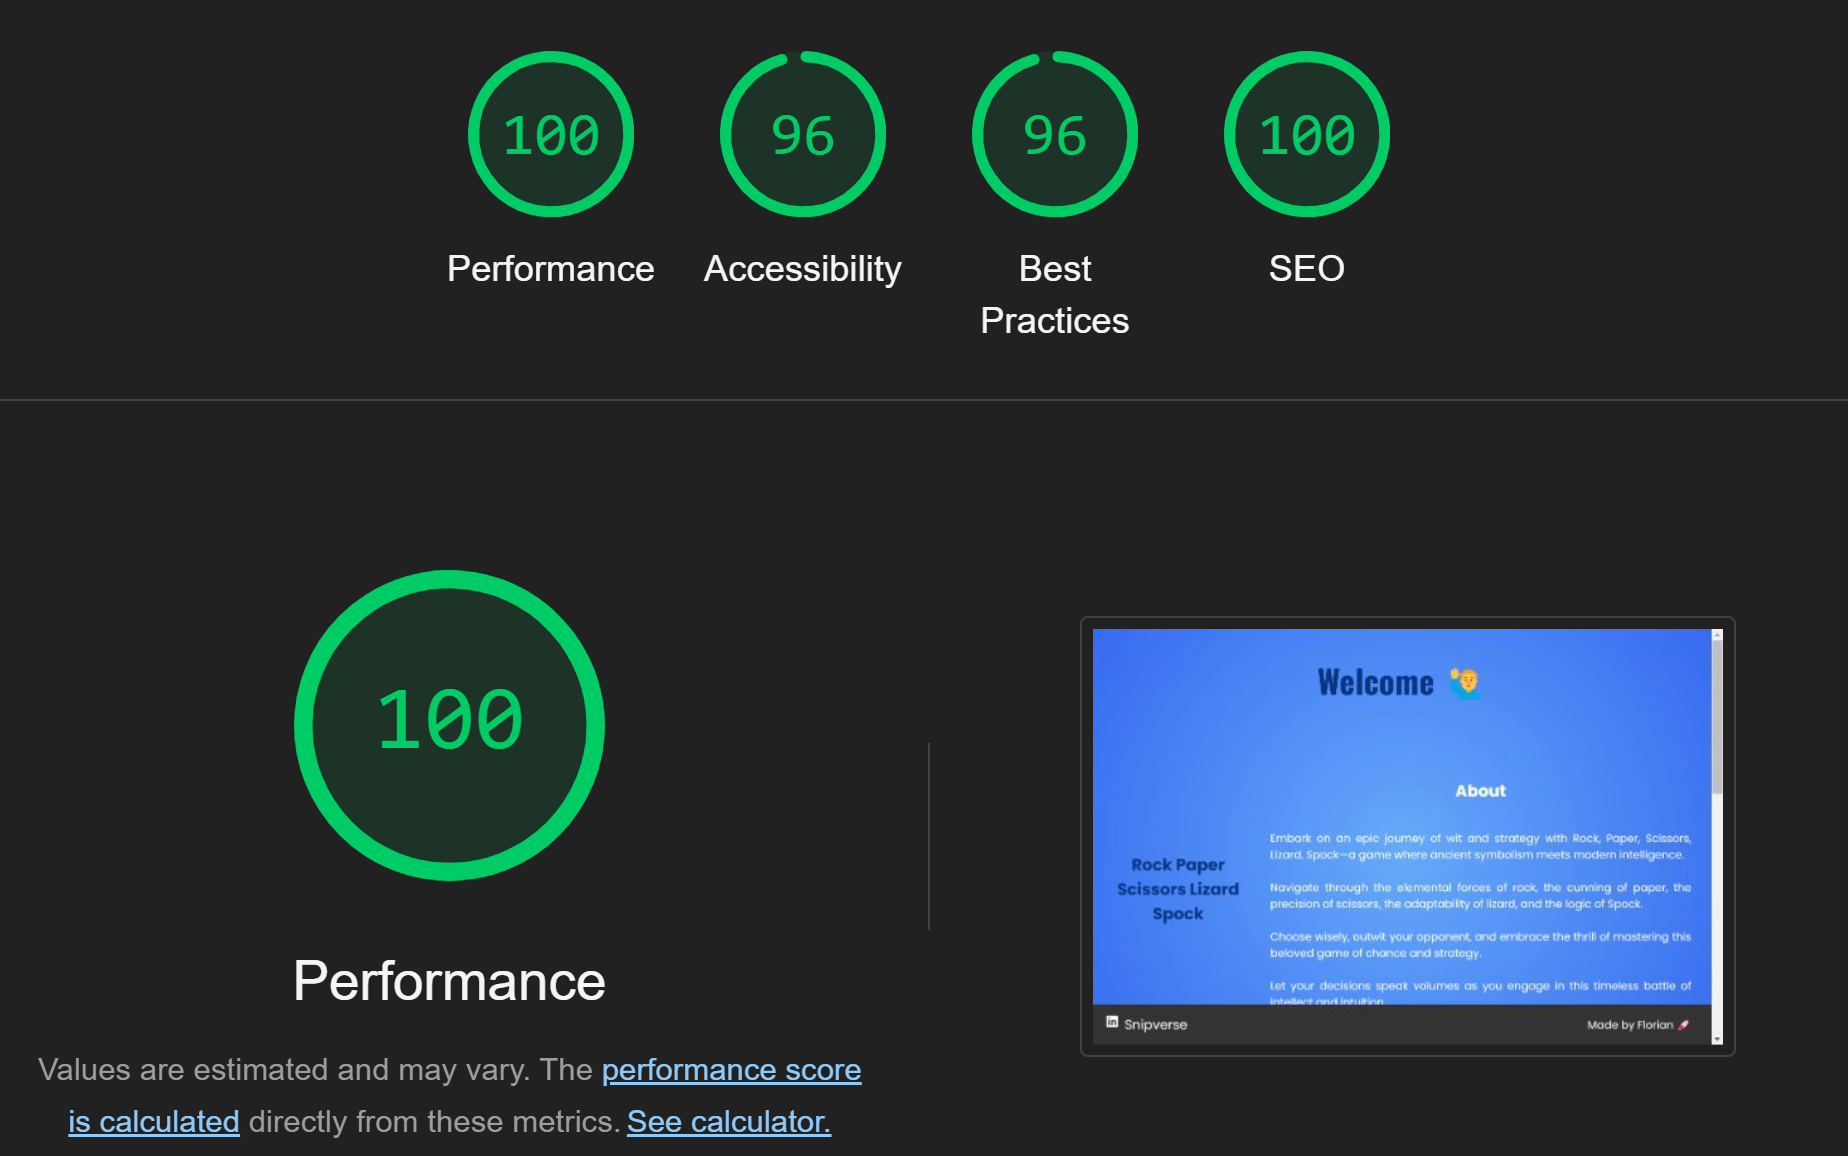 100
96
96
100
Performance
Accessibility
Best
Practices
SEO
100
Performance
Values are estimated and may vary. The performance score
is calculated directly from these metrics. See calculator.
Welcome
About
Rock Paper
Scissors Lizard
Spock
Embark on an epic journey of wit and strategy with Rock, Paper, Scissors,
Lizard, Spock—a game where ancient symbolism meets modern intelligence.
Navigate through the elemental forces of rock, the cunning of paper, the
precision of scissors, the adaptability of lizard, and the logic of Spock.
Choose wisely, outwit your opponent, and embrace the thrill of mastering this
beloved game of chance and strategy.
Let your decisions speak volumes as you engage in this timeless battle of
intellect and intuition
in Snipverse
Made by Florian